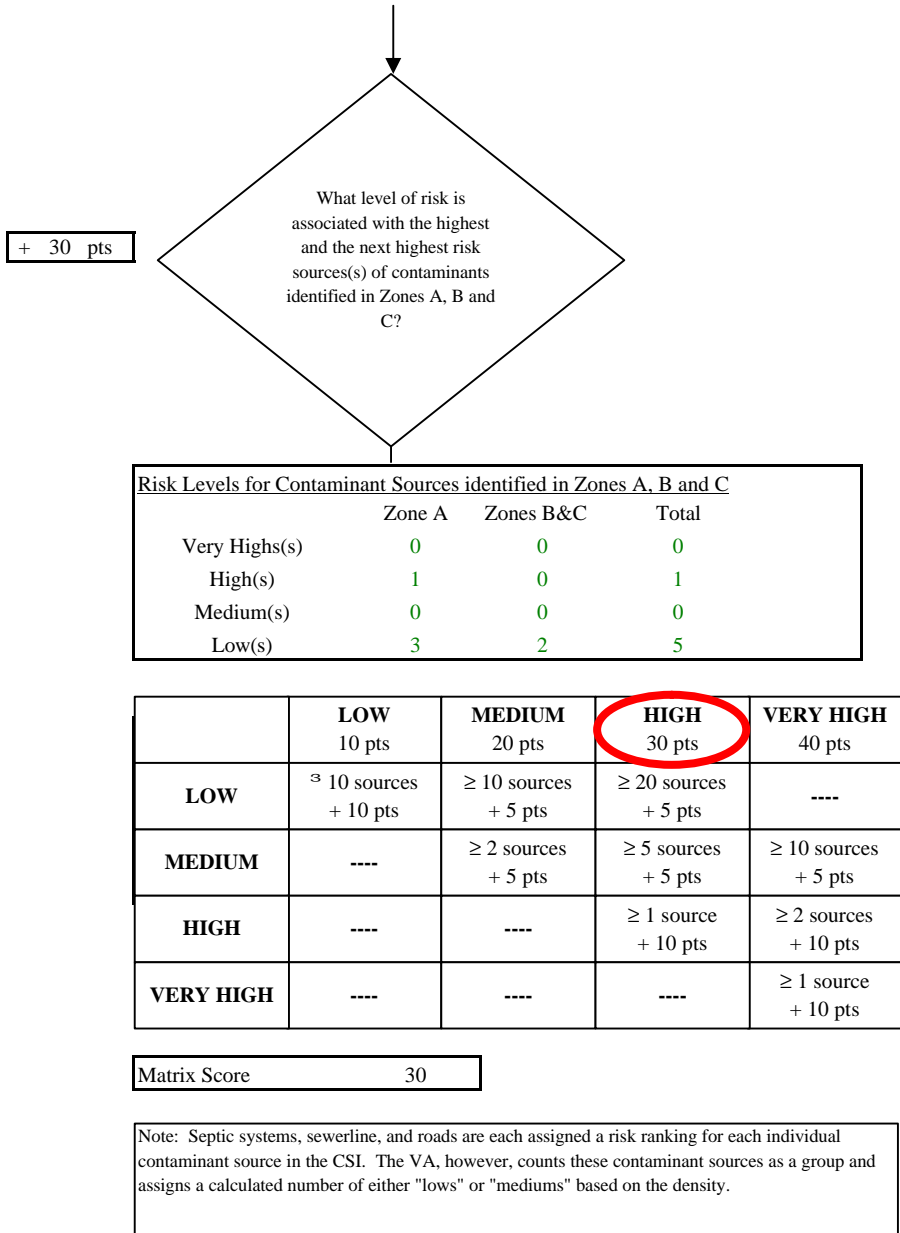 What level of risk is
associated with the highest
and the next highest risk
sources(s) of contaminants
identified in Zones A, B and
C?
+ 30 pts
Risk Levels for Contaminant Sources identified in Zones A, B and C
Zone A Zones B&C Total
Very Highs(s) 0 0 0
High(s) 1 0 1
Medium(s) 0 0 0
Low(s) 3 2 5
LOW MEDIUM HIGH VERY HIGH
10 pts 20 pts 30 pts 40 pts
LOW ³ 10 sources ≥ 10 sources ≥ 20 sources ----
+ 10 pts + 5 pts + 5 pts
MEDIUM ---- ≥ 2 sources ≥ 5 sources ≥ 10 sources
+ 5 pts + 5 pts + 5 pts
HIGH ---- ---- ≥ 1 source ≥ 2 sources
+ 10 pts + 10 pts
VERY HIGH ---- ---- ---- ≥ 1 source
+ 10 pts
Matrix Score 30
Note: Septic systems, sewerline, and roads are each assigned a risk ranking for each individual
contaminant source in the CSI. The VA, however, counts these contaminant sources as a group and
assigns a calculated number of either "lows" or "mediums" based on the density.